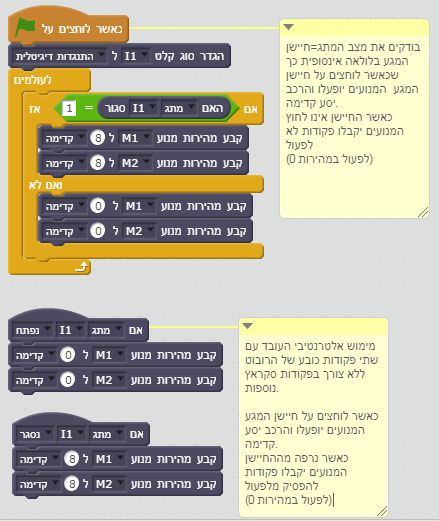 כאשר לוחצים על
הגדר סוג קלט I1 ל התנגדות דיגיטלית
לעולמים
אם האם מתג I1 סגור = 1 אז
קבע מהירות מנוע M1 ל 8 קדימה
קבע מהירות מנוע M2 ל 8 קדימה
ואם לא
קבע מהירות מנוע M1 ל 0 קדימה
קבע מהירות מנוע M2 ל 0 קדימה
בודקים את מצב המתג=חיישן
המגע בלולאה אינסופית כך
שכאשר לוחצים על חיישן
המגע המנועים יופעלו והרכב
יסע קדימה.
כאשר החיישן אינו לחוץ
המנועים יקבלו פקודות לא
לפעול
(לפעול במהירות 0)
אם מתג I1 נפתח
קבע מהירות מנוע M1 ל 0 קדימה
קבע מהירות מנוע M2 ל 0 קדימה
אם מתג I1 נסגר
קבע מהירות מנוע M1 ל 8 קדימה
קבע מהירות מנוע M2 ל 8 קדימה
מימוש אלטרנטיבי העובד עם
שתי פקודות כובע של הרובוט
ללא צורך בפקודות סקראץ
נוספות.
כאשר לוחצים על חיישן המגע
המנועים יופעלו והרכב יסע
קדימה.
כאשר נרפה מההחיישן
המנועים יקבלו פקודות
להפסיק מלפעול
(לפעול במהירות 0)